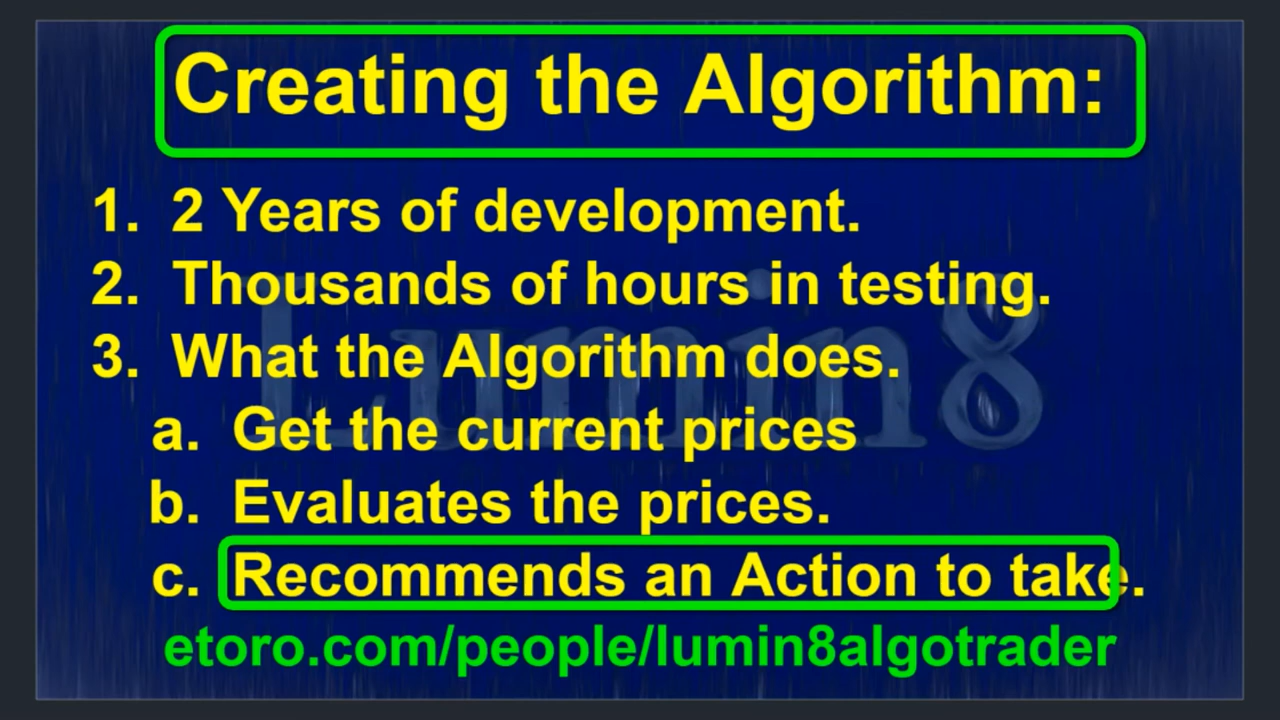 Creating the Algorithm:
1. 2 Years of development.
2. Thousands of hours in testing.
3. What the Algorithm does.
a. Get the current prices
b. Evaluates the prices.
c. Recommends an Action to take.
etoro.com/people/lumin8algotrader
Lumin8